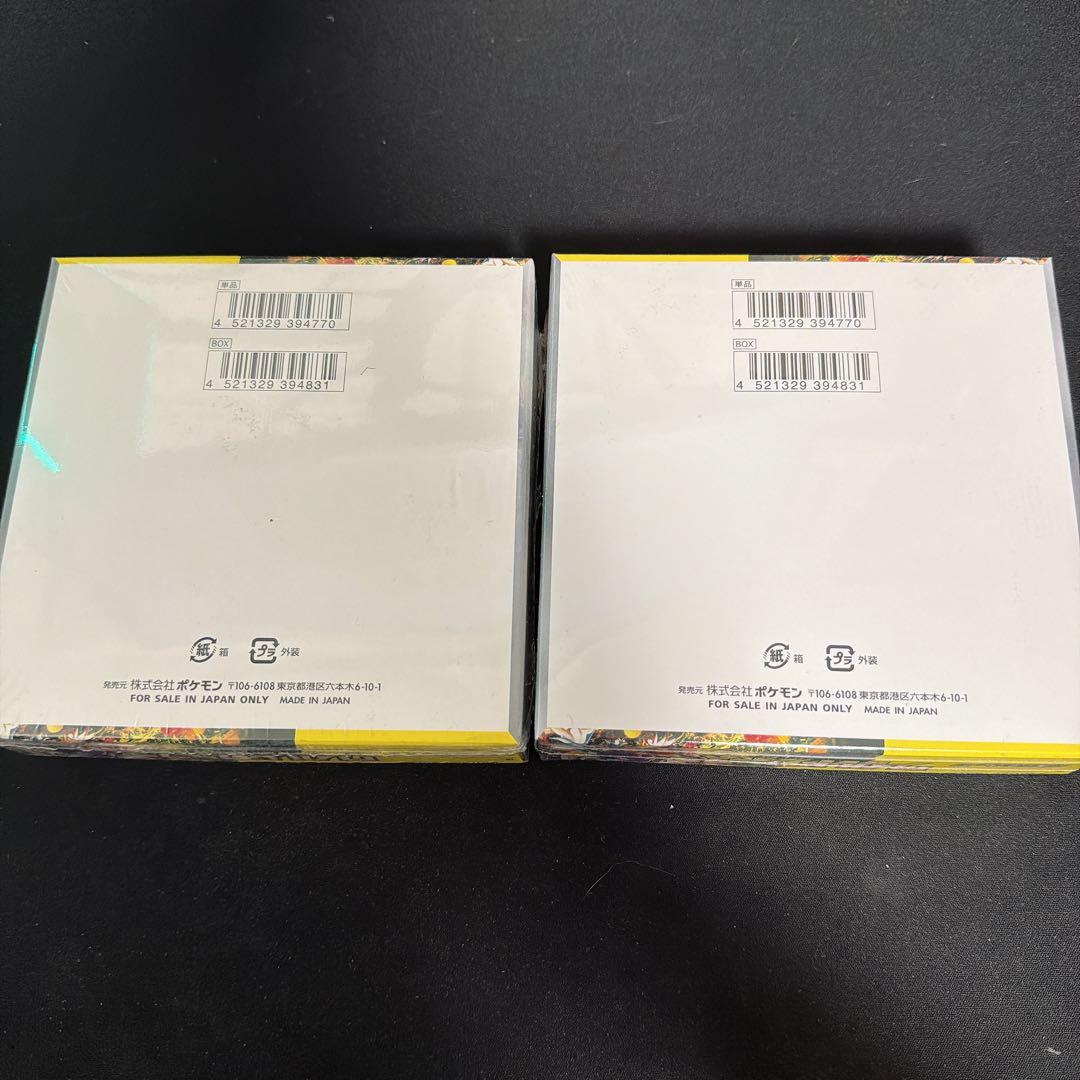 単品
4 521329 394770
BOX
4 521329 394831
紙 箱 プラ 外装
発売元 株式会社ポケモン 〒106-6108 東京都港区六本木6-10-1
FOR SALE IN JAPAN ONLY MADE IN JAPAN
単品
4 521329 394770
BOX
4 521329 394831
紙 箱 プラ 外装
発売元 株式会社ポケモン 〒106-6108 東京都港区六本木6-10-1
FOR SALE IN JAPAN ONLY MADE IN JAPAN